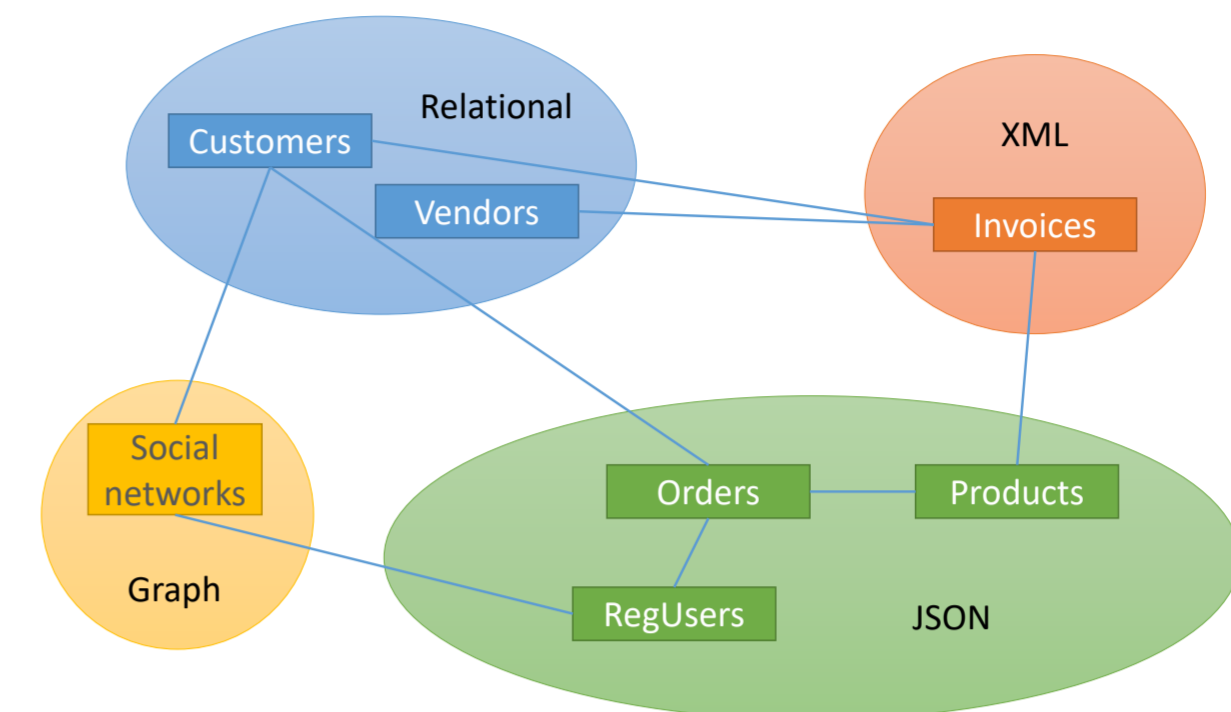 Relational
Customers
Vendors
XML
Invoices
Social
networks
Graph
Orders
Products
RegUsers
JSON